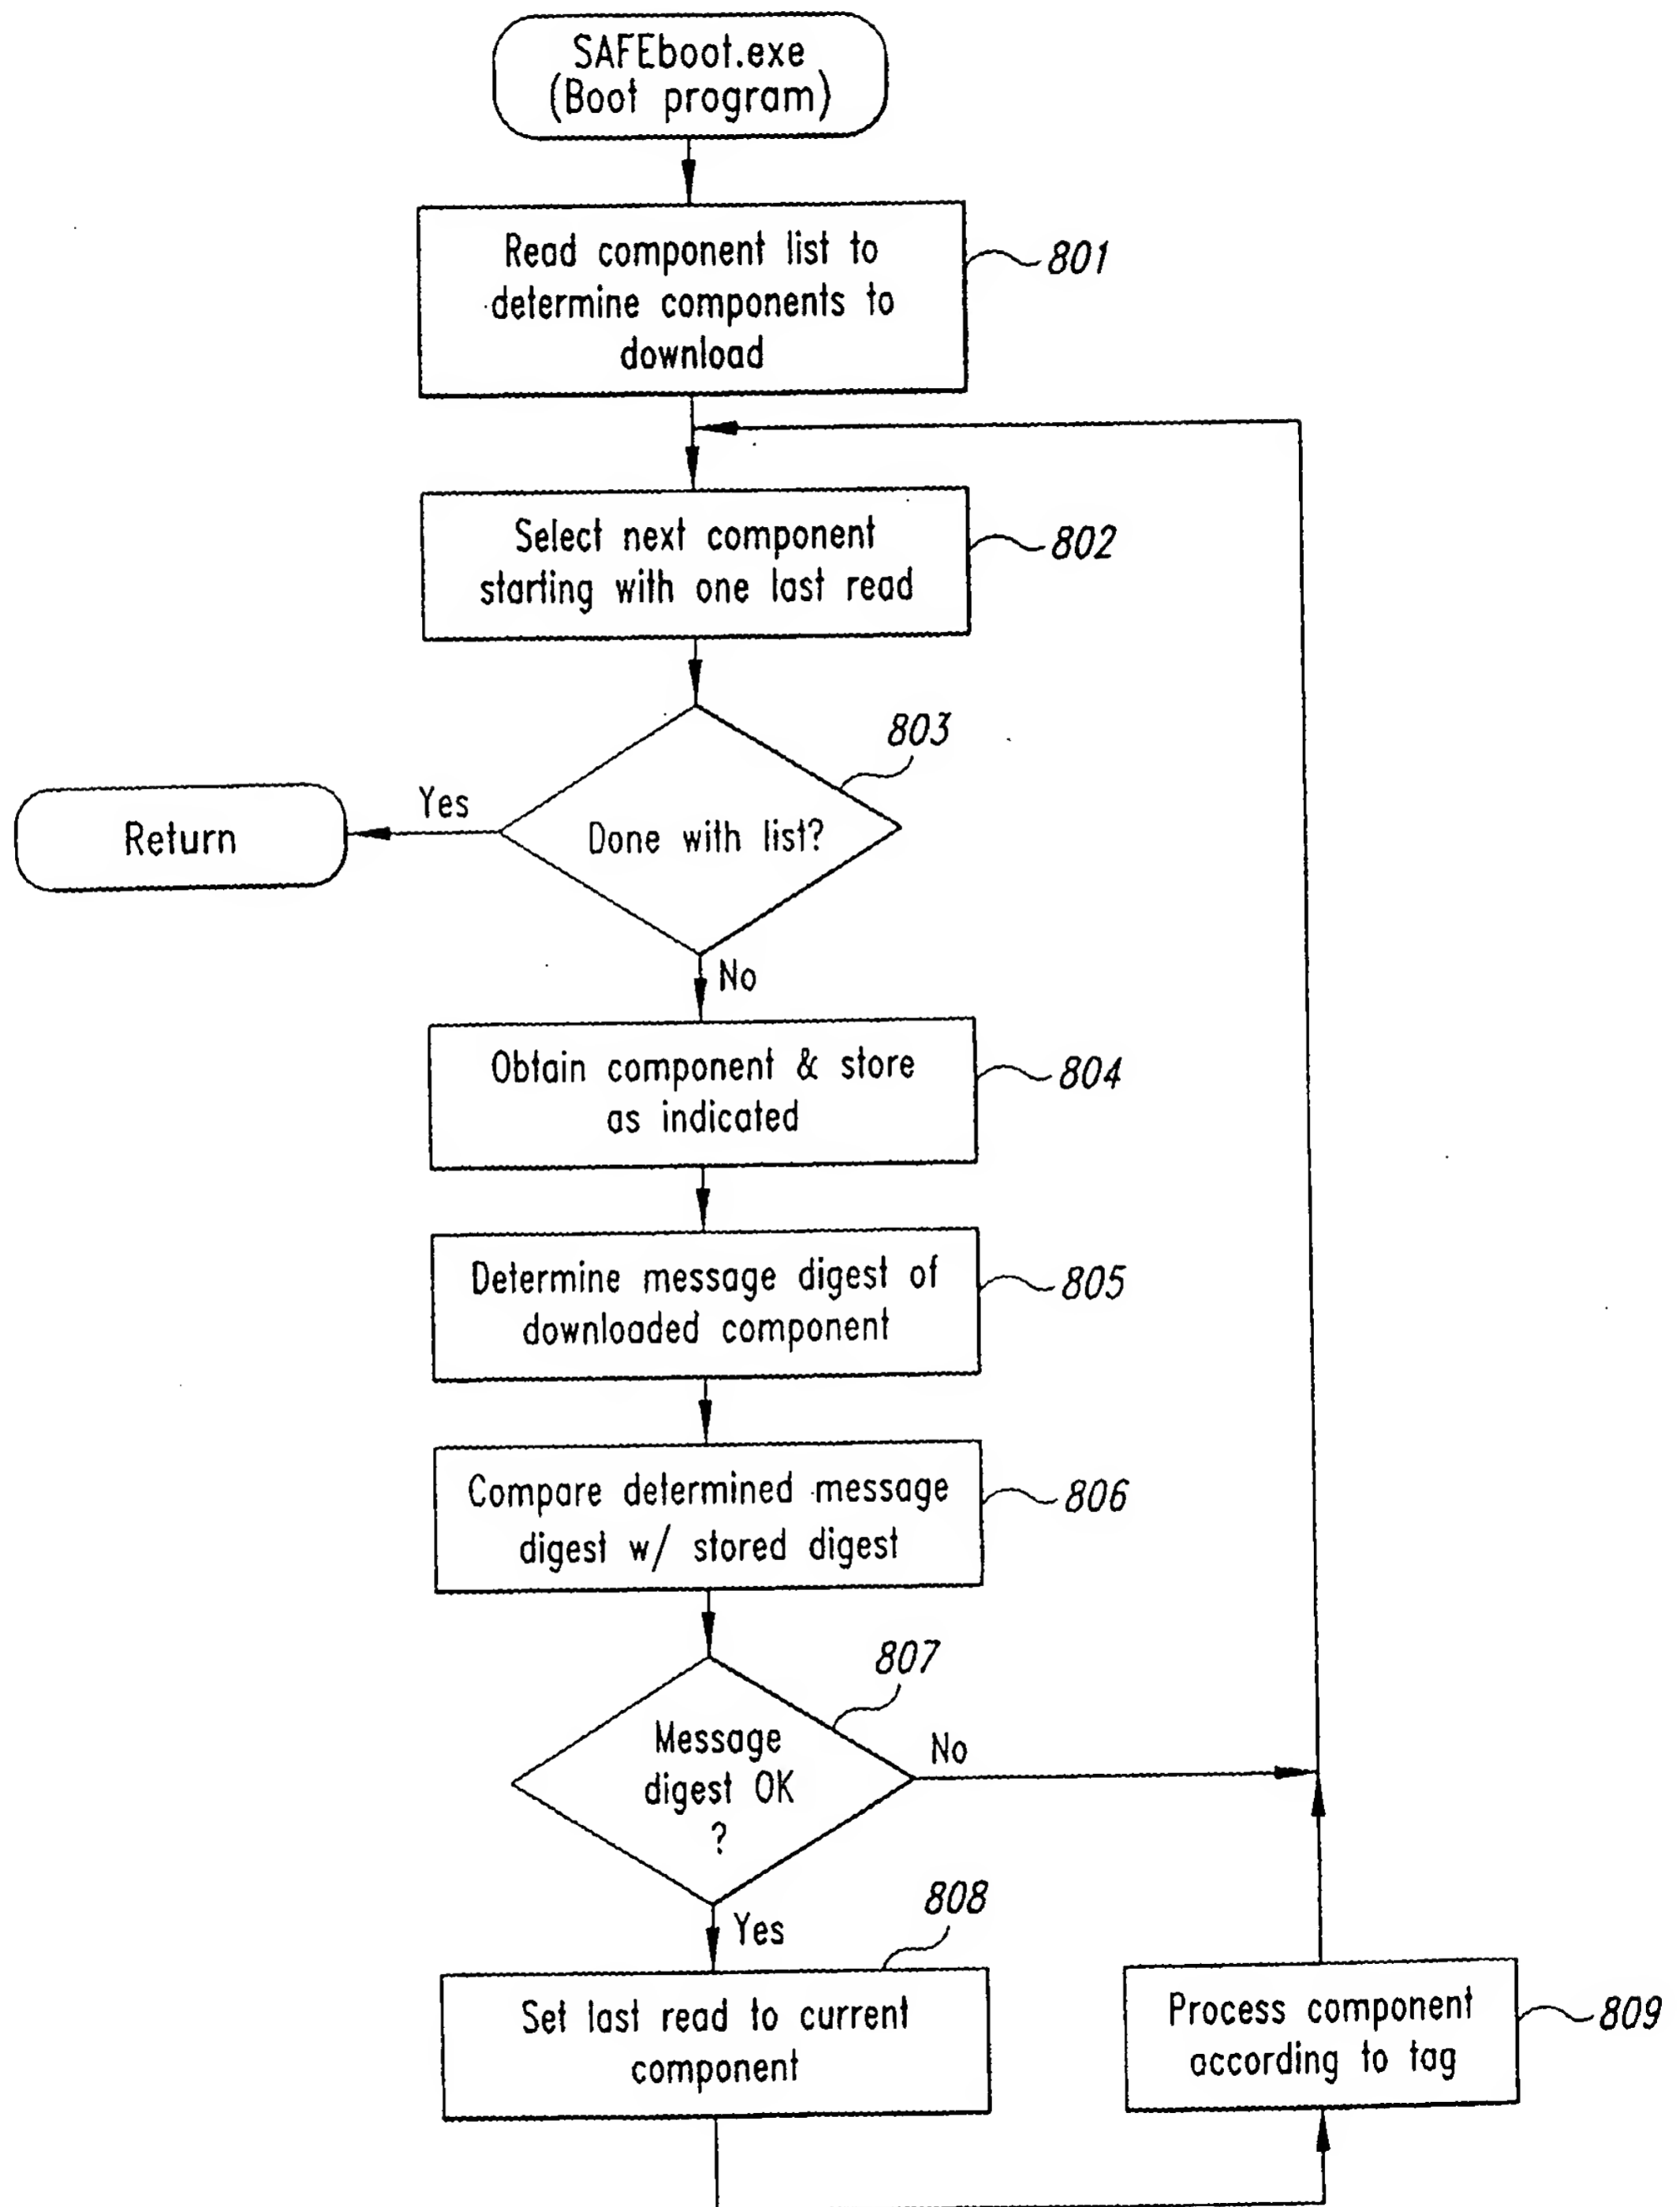 SAFEboot.exe
(Boot program)
Read component list to
determine components to
download
801
Select next component
starting with one last read
802
803
Done with list?
Yes
Return
No
Obtain component & store
as indicated
804
Determine message digest of
downloaded component
805
Compare determined message
digest w/ stored digest
806
807
Message
digest OK
?
No
Yes
808
Set last read to current
component
Process component
according to tag
809